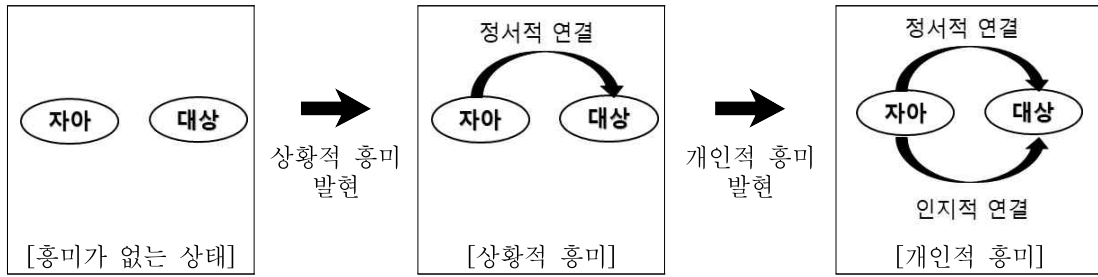 자아
대상
[흥미가 없는 상태]
상황적 흥미
발현
정서적 연결
자아
대상
[상황적 흥미]
개인적 흥미
발현
정서적 연결
자아
대상
인지적 연결
[개인적 흥미]